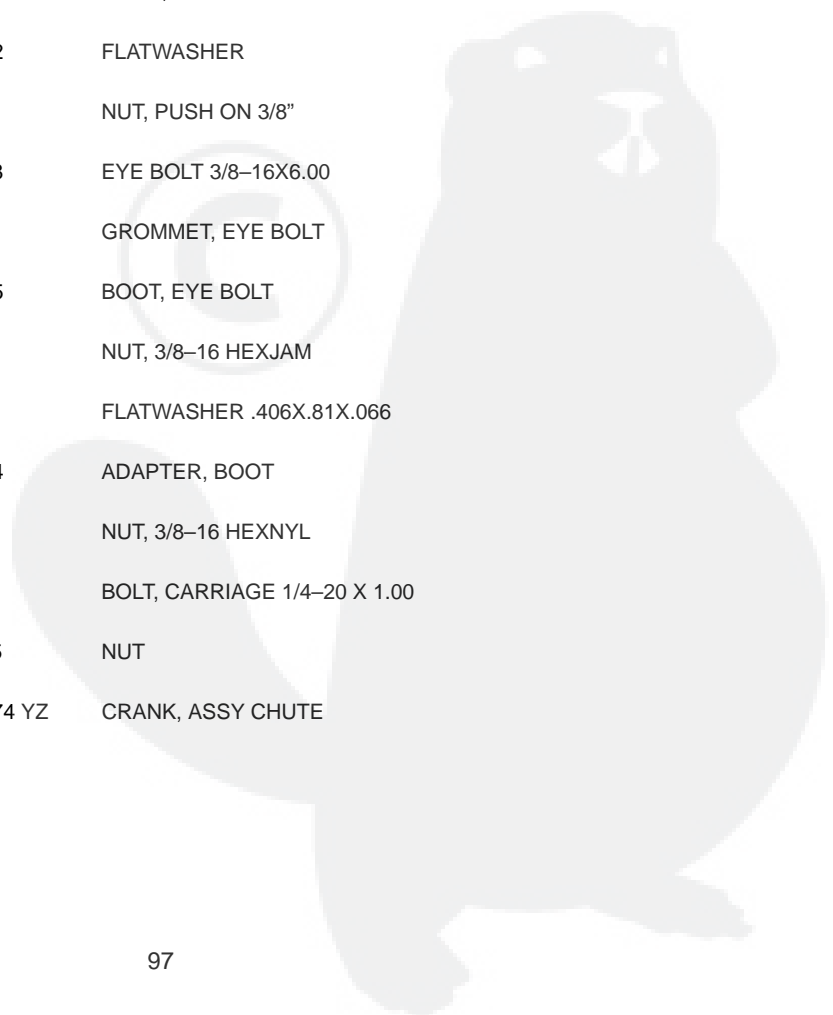 2 FLATWASHER
NUT, PUSH ON 3/8”
3 EYE BOLT 3/8–16X6.00
GROMMET, EYE BOLT
5 BOOT, EYE BOLT
NUT, 3/8–16 HEXJAM
FLATWASHER .406X.81X.066
4 ADAPTER, BOOT
NUT, 3/8–16 HEXNYL
BOLT, CARRIAGE 1/4–20 X 1.00
NUT
74 YZ CRANK, ASSY CHUTE
97
©